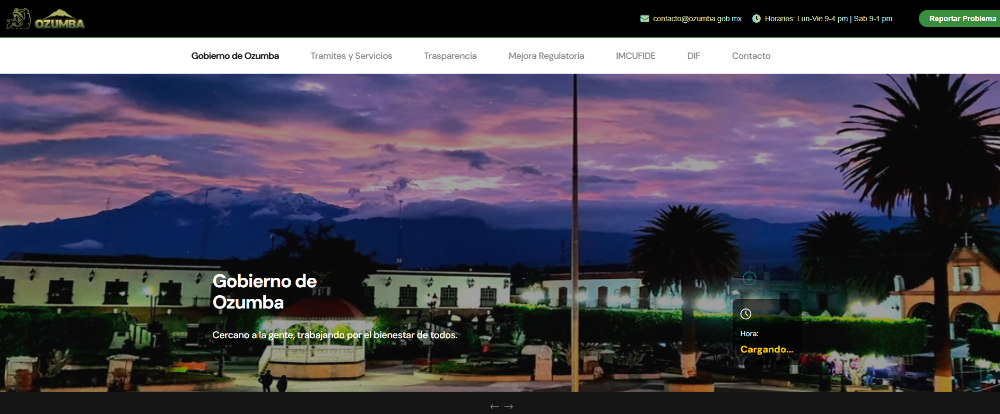 OZUMBA
contacto@ozumba.gob.mx
Horarios: Lun-Vie 9-4 pm | Sab 9-1 pm
Reportar Problema
Gobierno de Ozumba
Tramites y Servicios
Trasparencia
Mejora Regulatoria
IMCUFIDE
DIF
Contacto
Gobierno de
Ozumba
Cercano a la gente, trabajando por el bienestar de todos.
Hora:
Cargando...